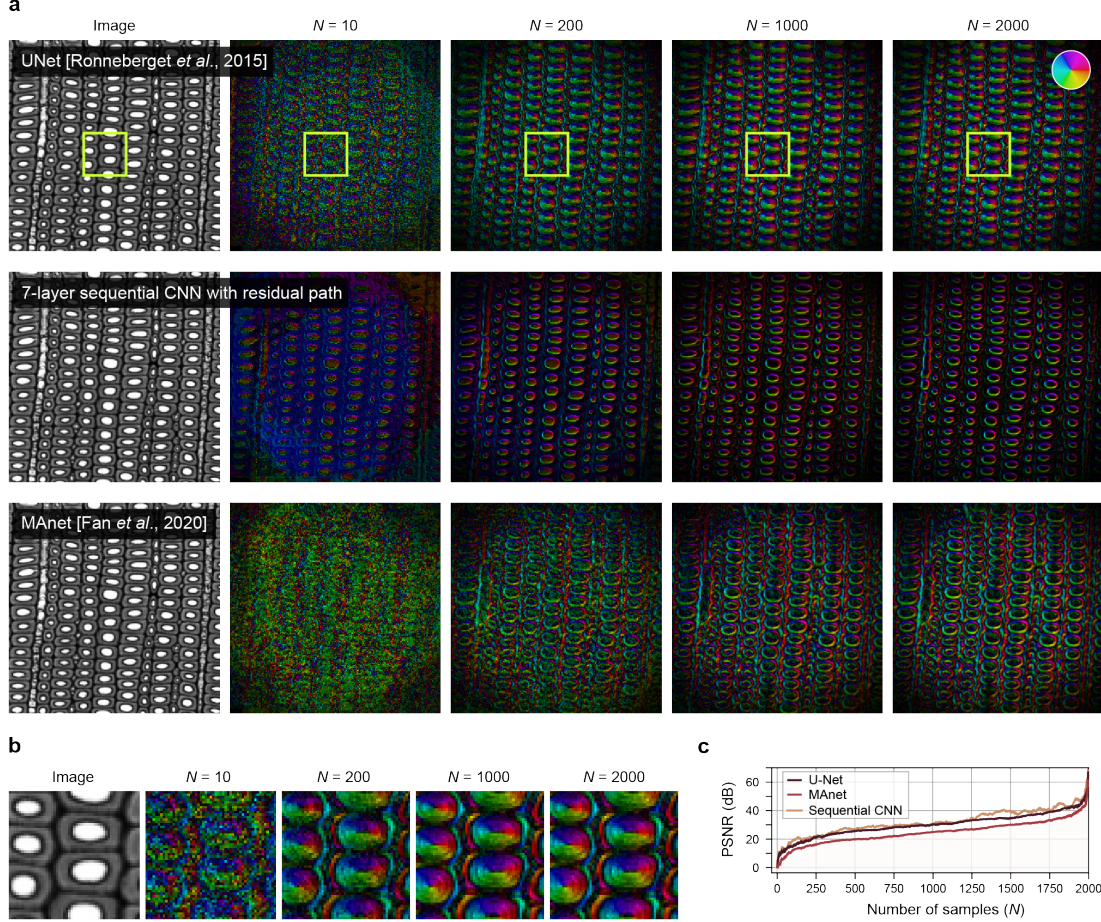 a
Image
N = 10
N = 200
N = 1000
N = 2000
UNet [Ronneberget et al., 2015]
7-layer sequential CNN with residual path
MAnet [Fan et al., 2020]
b
Image
N = 10
N = 200
N = 1000
N = 2000
c
PSNR (dB)
60
40
20
0
U-Net
MAnet
Sequential CNN
0 250 500 750 1000 1250 1500 1750 2000
Number of samples (N)